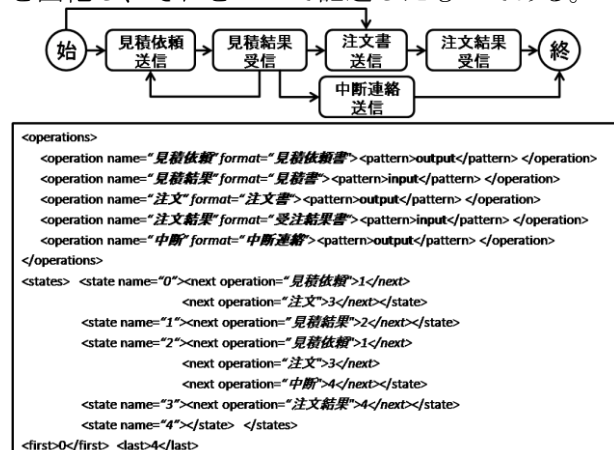 始
見積依頼
送信
見積結果
受信
注文書
送信
注文結果
受信
終
中断連絡
送信
<operations>
<operation name="見積依頼" format="見積依頼書"><pattern>output</pattern> </operation>
<operation name="見積結果" format="見積書"><pattern>input</pattern> </operation>
<operation name="注文" format="注文書"><pattern>output</pattern> </operation>
<operation name="注文結果" format="受注結果書"><pattern>input</pattern> </operation>
<operation name="中断" format="中断連絡"><pattern>output</pattern> </operation>
</operations>
<states> <state name="0"><next operation="見積依頼">1</next>
<next operation="注文">3</next></state>
<state name="1"><next operation="見積結果">2</next></state>
<state name="2"><next operation="見積依頼">1</next>
<next operation="注文">3</next>
<next operation="中断">4</next></state>
<state name="3"><next operation="注文結果">4</next></state>
<state name="4"></state> </states>
<first>0</first> <last>4</last>